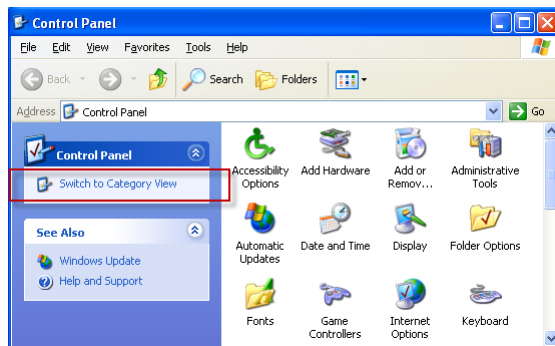 Control Panel
File Edit View Favorites Tools Help
Back Search Folders
Address Control Panel Go
Control Panel
Switch to Category View
See Also
Windows Update
Help and Support
Accessibility Options
Add Hardware
Add or Remov...
Administrative Tools
Automatic Updates
Date and Time
Display
Folder Options
Fonts
Game Controllers
Internet Options
Keyboard